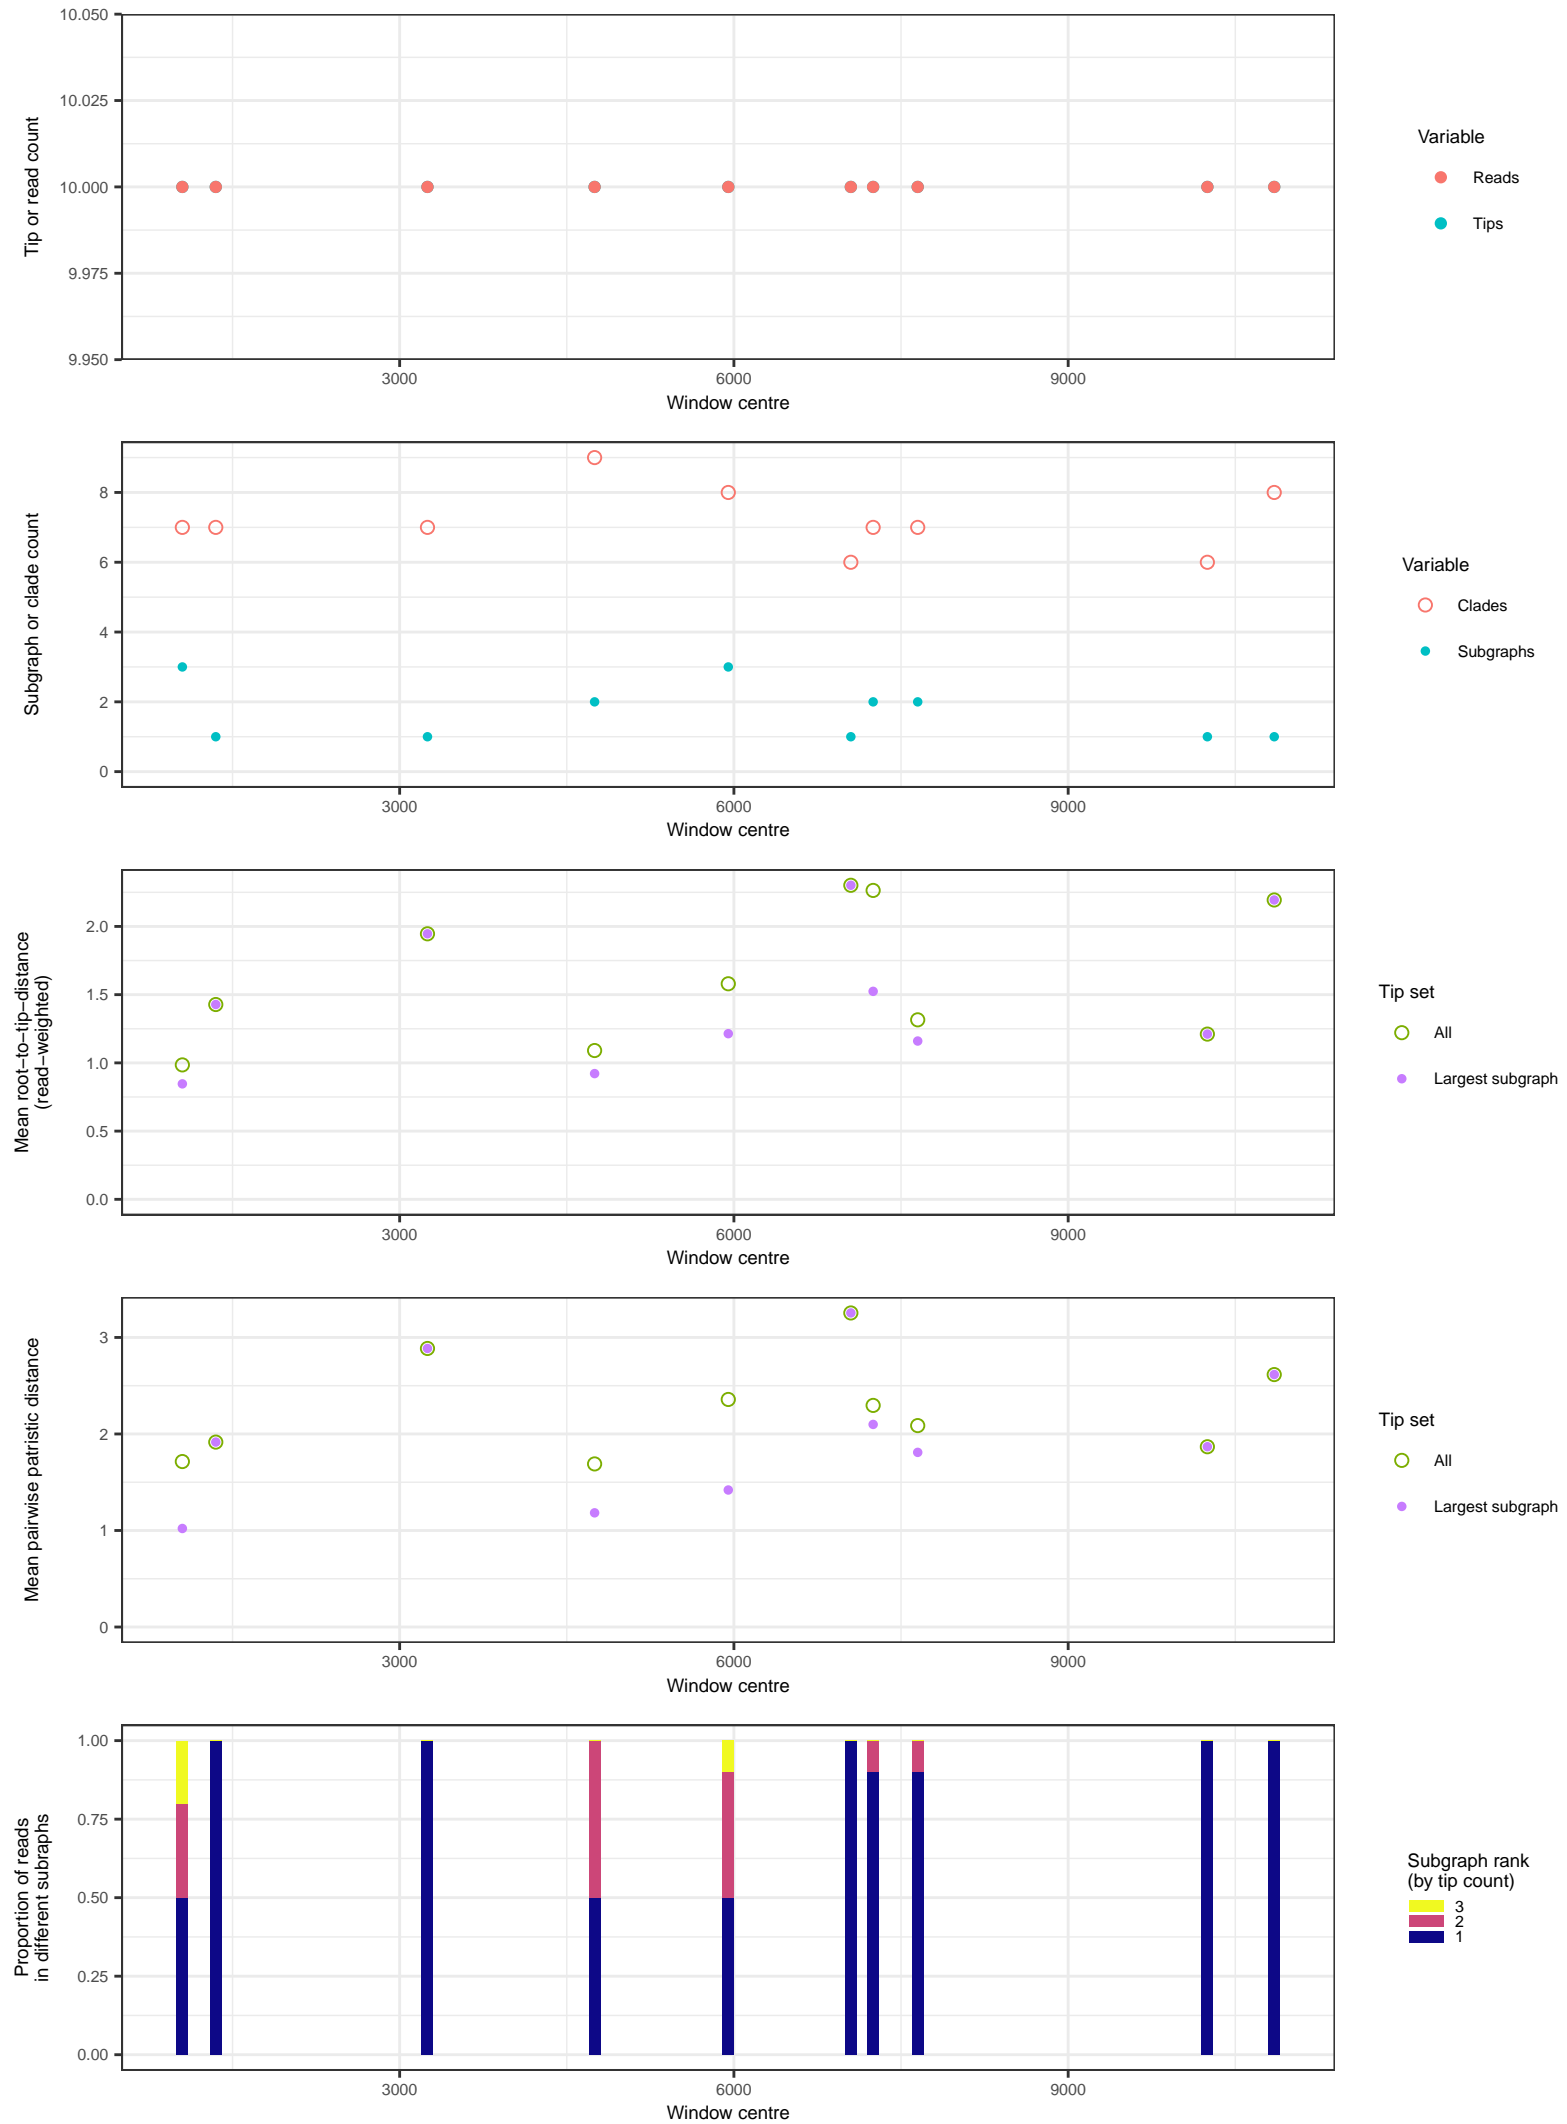 10.050
10.025
10.000
9.975
9.950
Tip or read count
3000
6000
9000
Window centre
Variable
Reads
Tips
8
6
4
2
0
Subgraph or clade count
3000
6000
9000
Window centre
Variable
Clades
Subgraphs
2.0
1.5
1.0
0.5
0.0
Mean root−to−tip−distance
(read−weighted)
3000
6000
9000
Window centre
Tip set
All
Largest subgraph
3
2
1
0
Mean pairwise patristic distance
3000
6000
9000
Window centre
Tip set
All
Largest subgraph
1.00
0.75
0.50
0.25
0.00
Proportion of reads
in different subraphs
3000
6000
9000
Window centre
Subgraph rank
(by tip count)
3
2
1